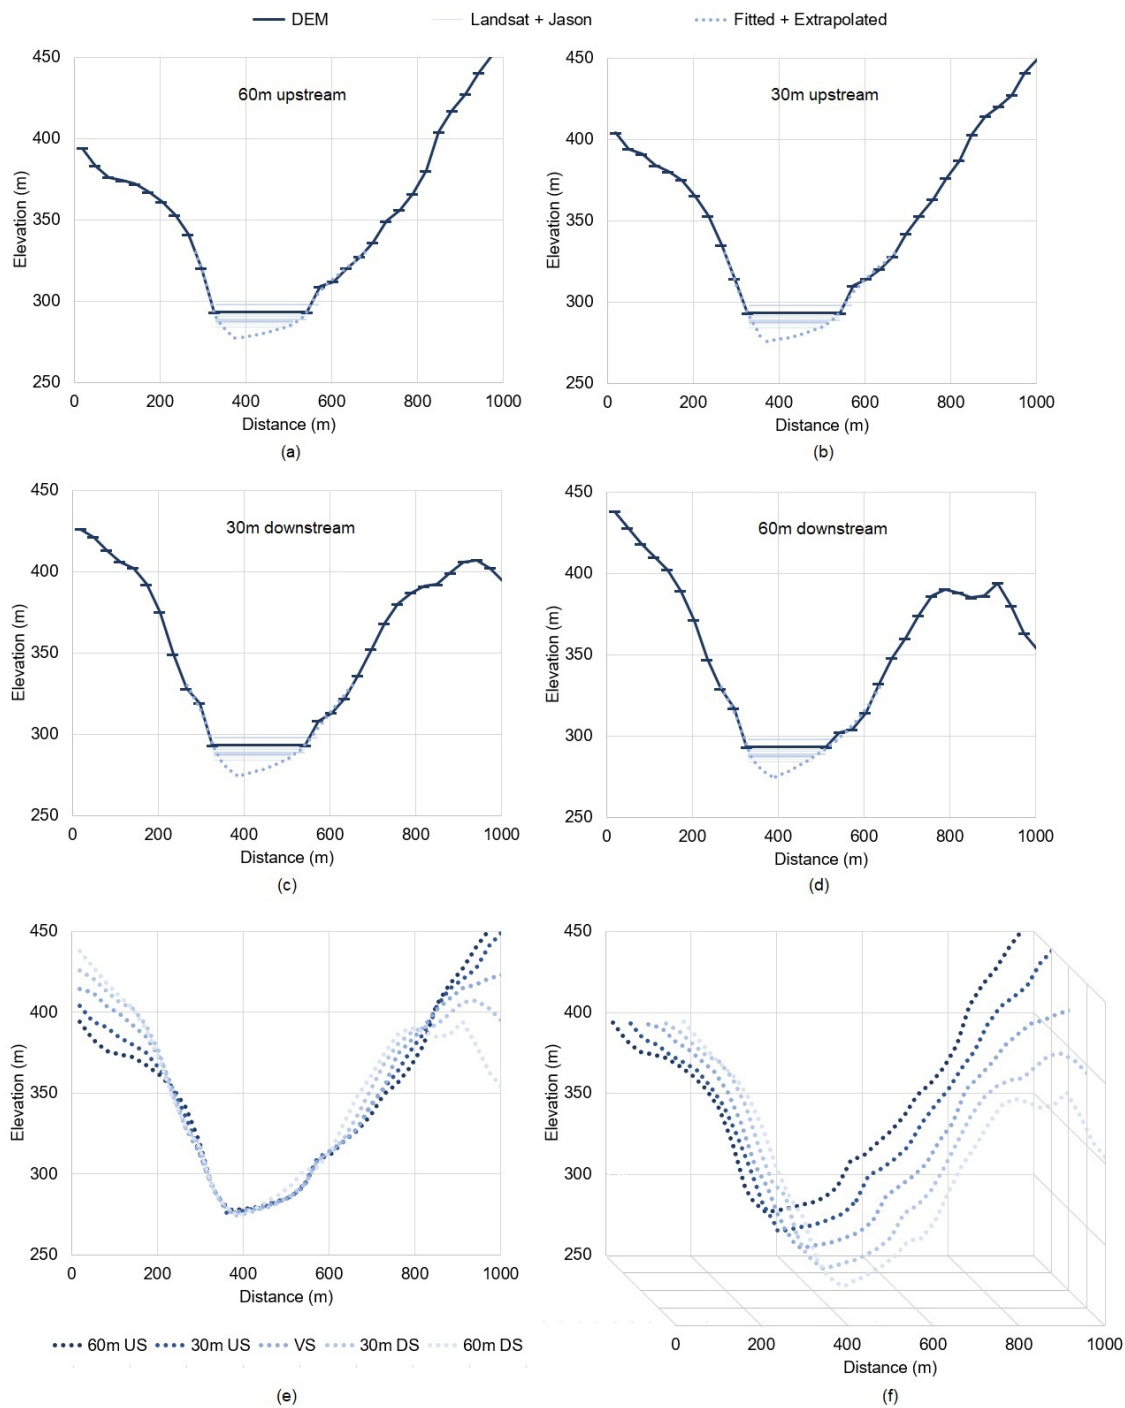 DEM Landsat + Jason Fitted + Extrapolated
450 450
60m upstream 30m upstream
400 400
350 350
Elevation (m) Elevation (m)
300 300
250 250
0 200 400 600 800 1000 0 200 400 600 800 1000
Distance (m) Distance (m)
(a) (b)
450 450
30m downstream 60m downstream
400 400
350 350
Elevation (m) Elevation (m)
300 300
250 250
0 200 400 600 800 1000 0 200 400 600 800 1000
Distance (m) Distance (m)
(c) (d)
450 450
400 400
350 350
Elevation (m) Elevation (m)
300 300
250 250
0 200 400 600 800 1000
Distance (m)
60m US 30m US VS 30m DS 60m DS
0 200 400 600 800 1000
Distance (m)
(e) (f)